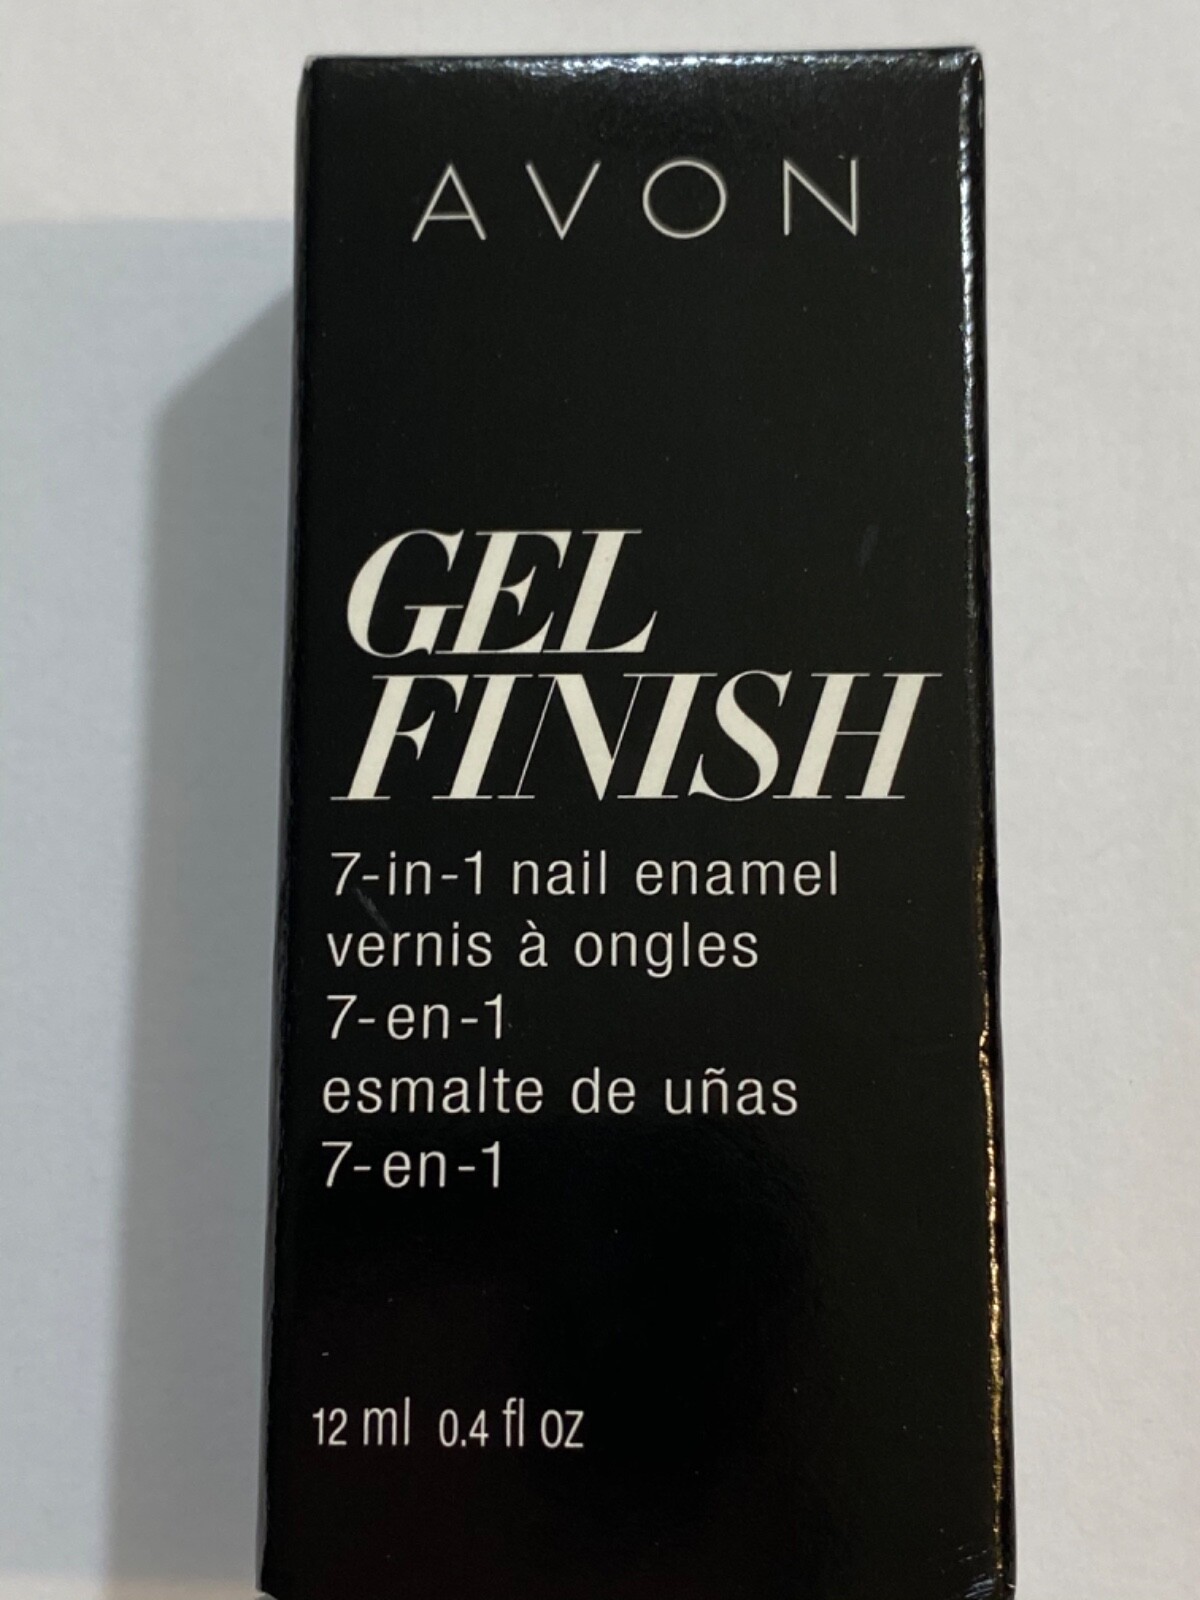 AVON
GEL
FINISH
7-in-1 nail enamel
vernis à ongles
7-en-1
esmalte de uñas
7-en-1
12 ml 0.4 fl oz